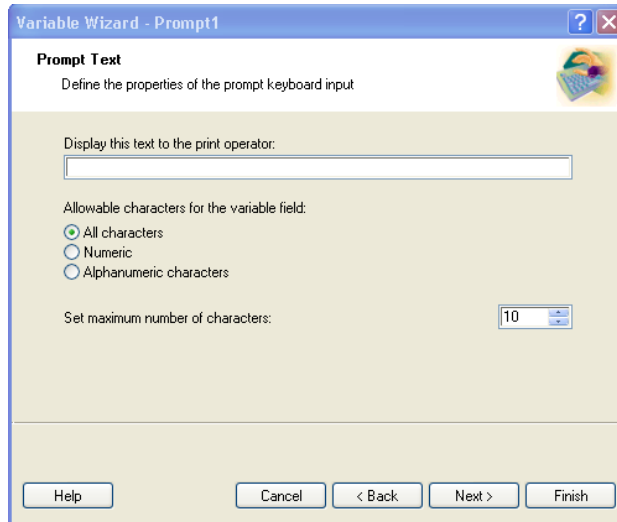 Variable Wizard - Prompt1
Prompt Text
Define the properties of the prompt keyboard input
Display this text to the print operator:
Allowable characters for the variable field:
All characters
Numeric
Alphanumeric characters
Set maximum number of characters: 10
Help Cancel < Back Next > Finish